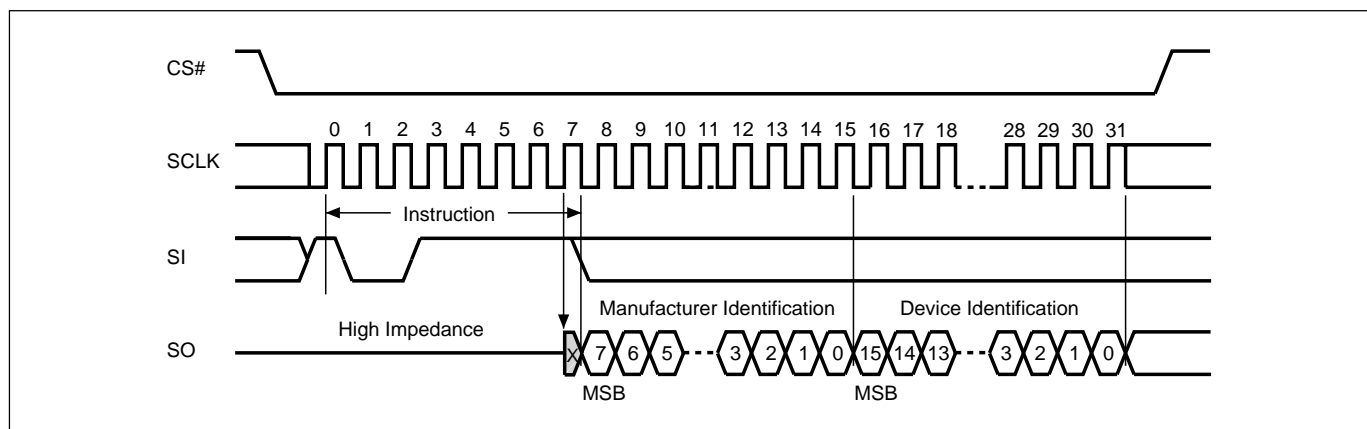 CS#
0 1 2 3 4 5 6 7 8 9 10 11 12 13 14 15 16 17 18 28 29 30 31
SCLK
Instruction
SI
Manufacturer Identification Device Identification
High Impedance
SO X 7 6 5 3 2 1 0 15 14 13 3 2 1 0
MSB MSB